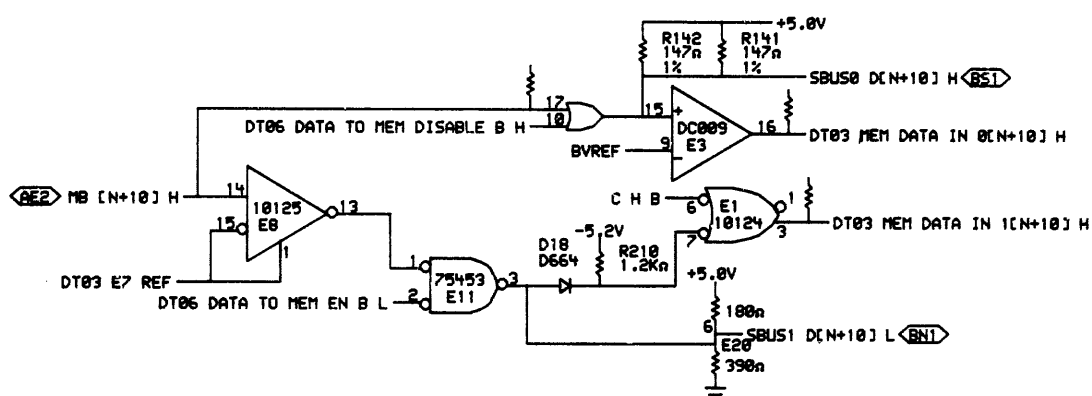 +5.0V
R142
147Ω
1%
R141
147Ω
1%
SBUS0 D[N+10] H BS1
17
10
DT06 DATA TO MEM DISABLE B H
15
+
DC009
E3
16
DT03 MEM DATA IN 0[N+10] H
BVREF
9
-
AE2 MB [N+10] H
14
10125
E8
13
15
1
DT03 E7 REF
C H B
6
E1
10124
1
3
DT03 MEM DATA IN 1[N+10] H
7
-5.2V
D18
D664
R210
1.2KΩ
1
75453
E11
3
2
DT06 DATA TO MEM EN B L
+5.0V
180Ω
6
SBUS1 D[N+10] L BN1
E20
390Ω